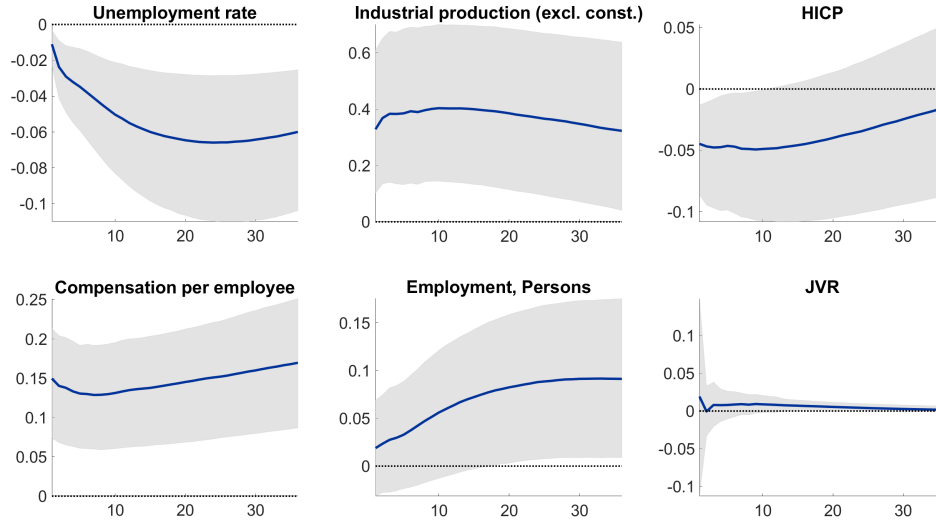 Unemployment rate
0
-0.02
-0.04
-0.06
-0.08
-0.1
10 20 30
Industrial production (excl. const.)
0.6
0.4
0.2
0
10 20 30
HICP
0.05
0
-0.05
-0.1
10 20 30
Compensation per employee
0.25
0.2
0.15
0.1
0.05
0
10 20 30
Employment, Persons
0.15
0.1
0.05
0
10 20 30
JVR
0.1
0.05
0
-0.05
-0.1
10 20 30